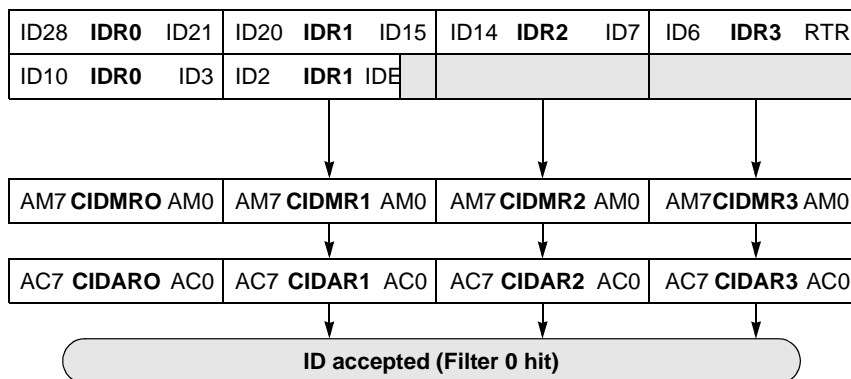 ID28 IDR0 ID21 ID20 IDR1 ID15 ID14 IDR2 ID7 ID6 IDR3 RTR
ID10 IDR0 ID3 ID2 IDR1 IDE
AM7 CIDMRO AM0 AM7 CIDMR1 AM0 AM7 CIDMR2 AM0 AM7 CIDMR3 AM0
AC7 CIDARO AC0 AC7 CIDAR1 AC0 AC7 CIDAR2 AC0 AC7 CIDAR3 AC0
ID accepted (Filter 0 hit)